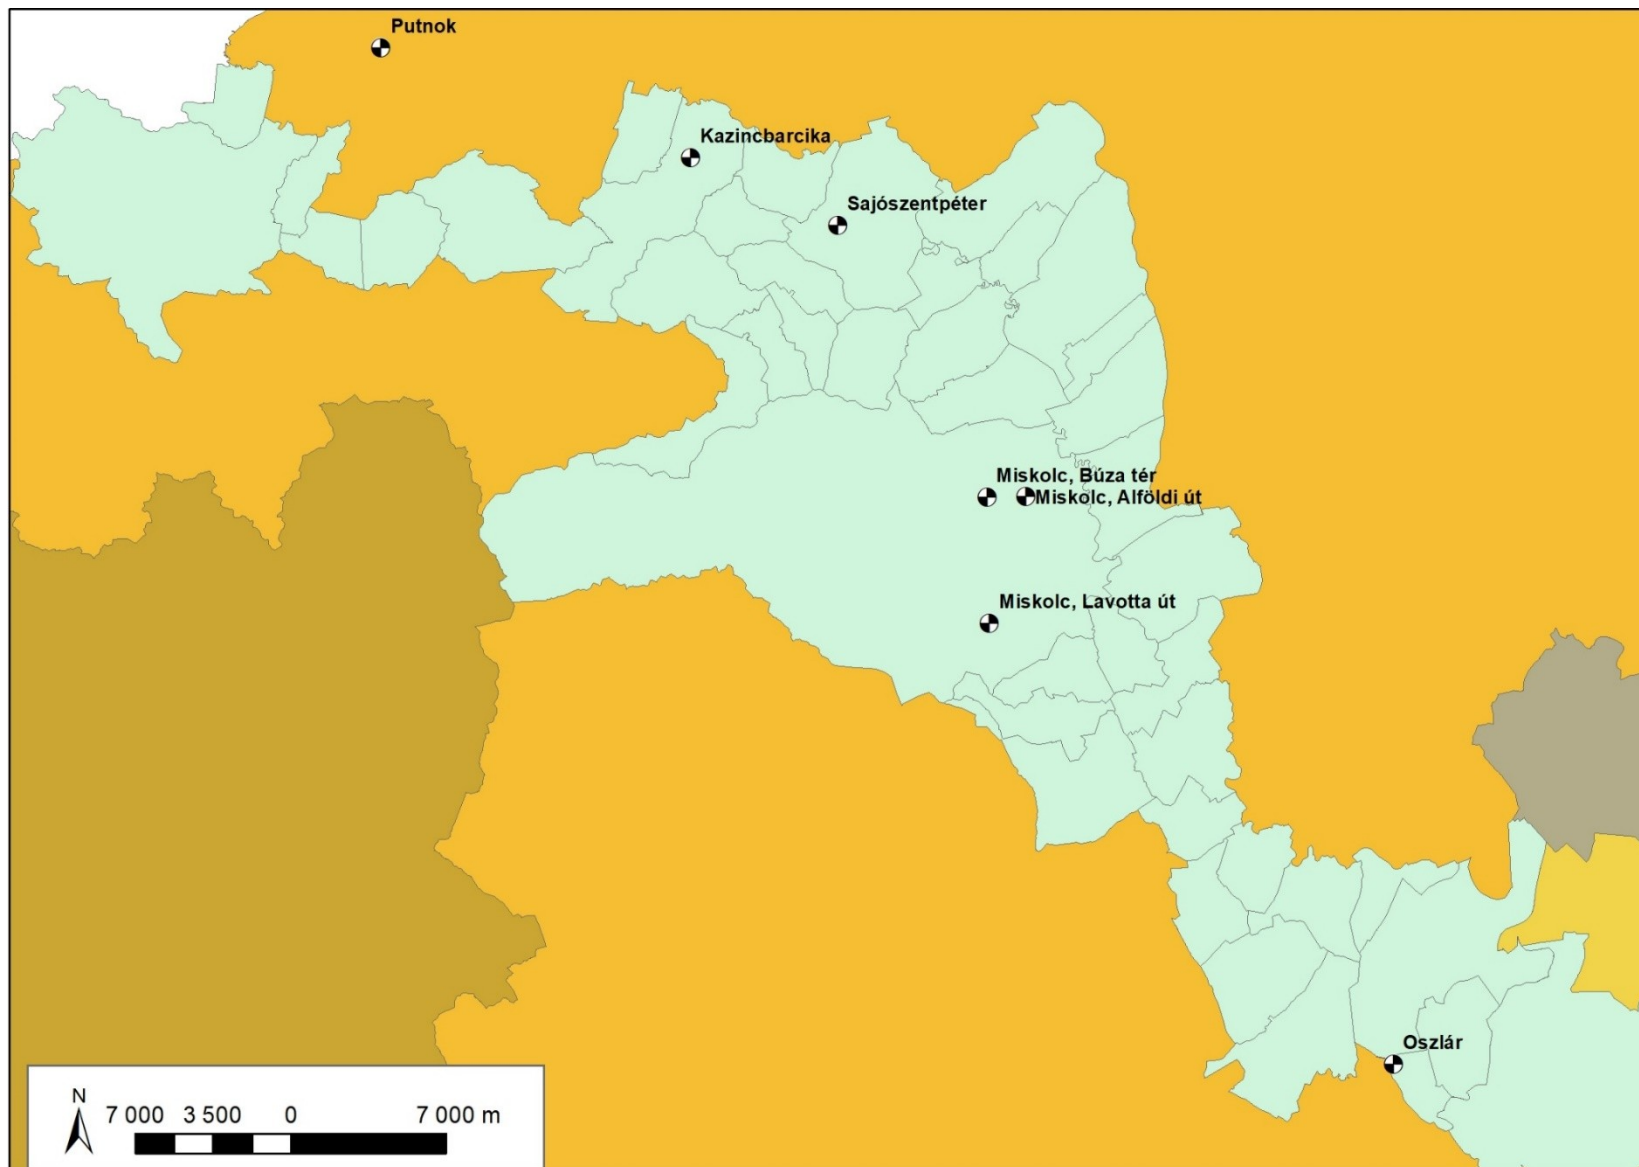 Putnok
Kazincbarcika
Sajószentpéter
Miskolc, Búza tér
Miskolc, Alföldi út
Miskolc, Lavotta út
Oszlár
N
7 000 3 500 0 7 000 m